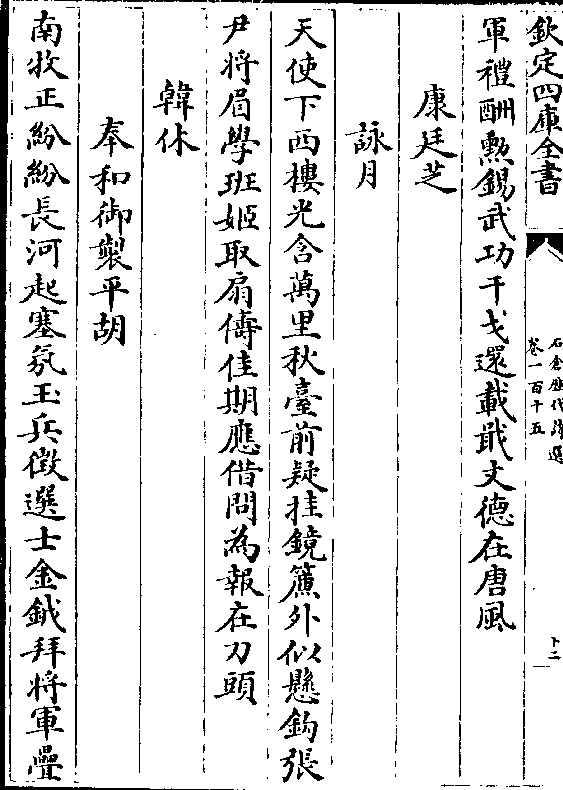 欽定四庫全書
石倉歷代詩選
卷一百十五
十二
軍禮酬勲錫武功干戈還載戢文德在唐風
康廷芝
詠月
天使下西樓光含萬里秋臺前疑挂鏡簾外似懸鈎張
尹將眉學班姬取扇儔佳期應借問為報在刀頭
韓休
奉和御製平胡
南牧正紛紛長河起塞氛玉兵徵選士金鉞拜將軍疊